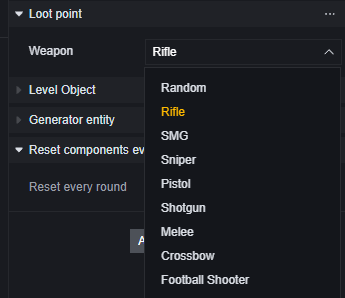 Loot point
Weapon
Rifle
Random
Rifle
SMG
Sniper
Pistol
Shotgun
Melee
Crossbow
Football Shooter
Level Object
Generator entity
Reset components ev
Reset every round
A